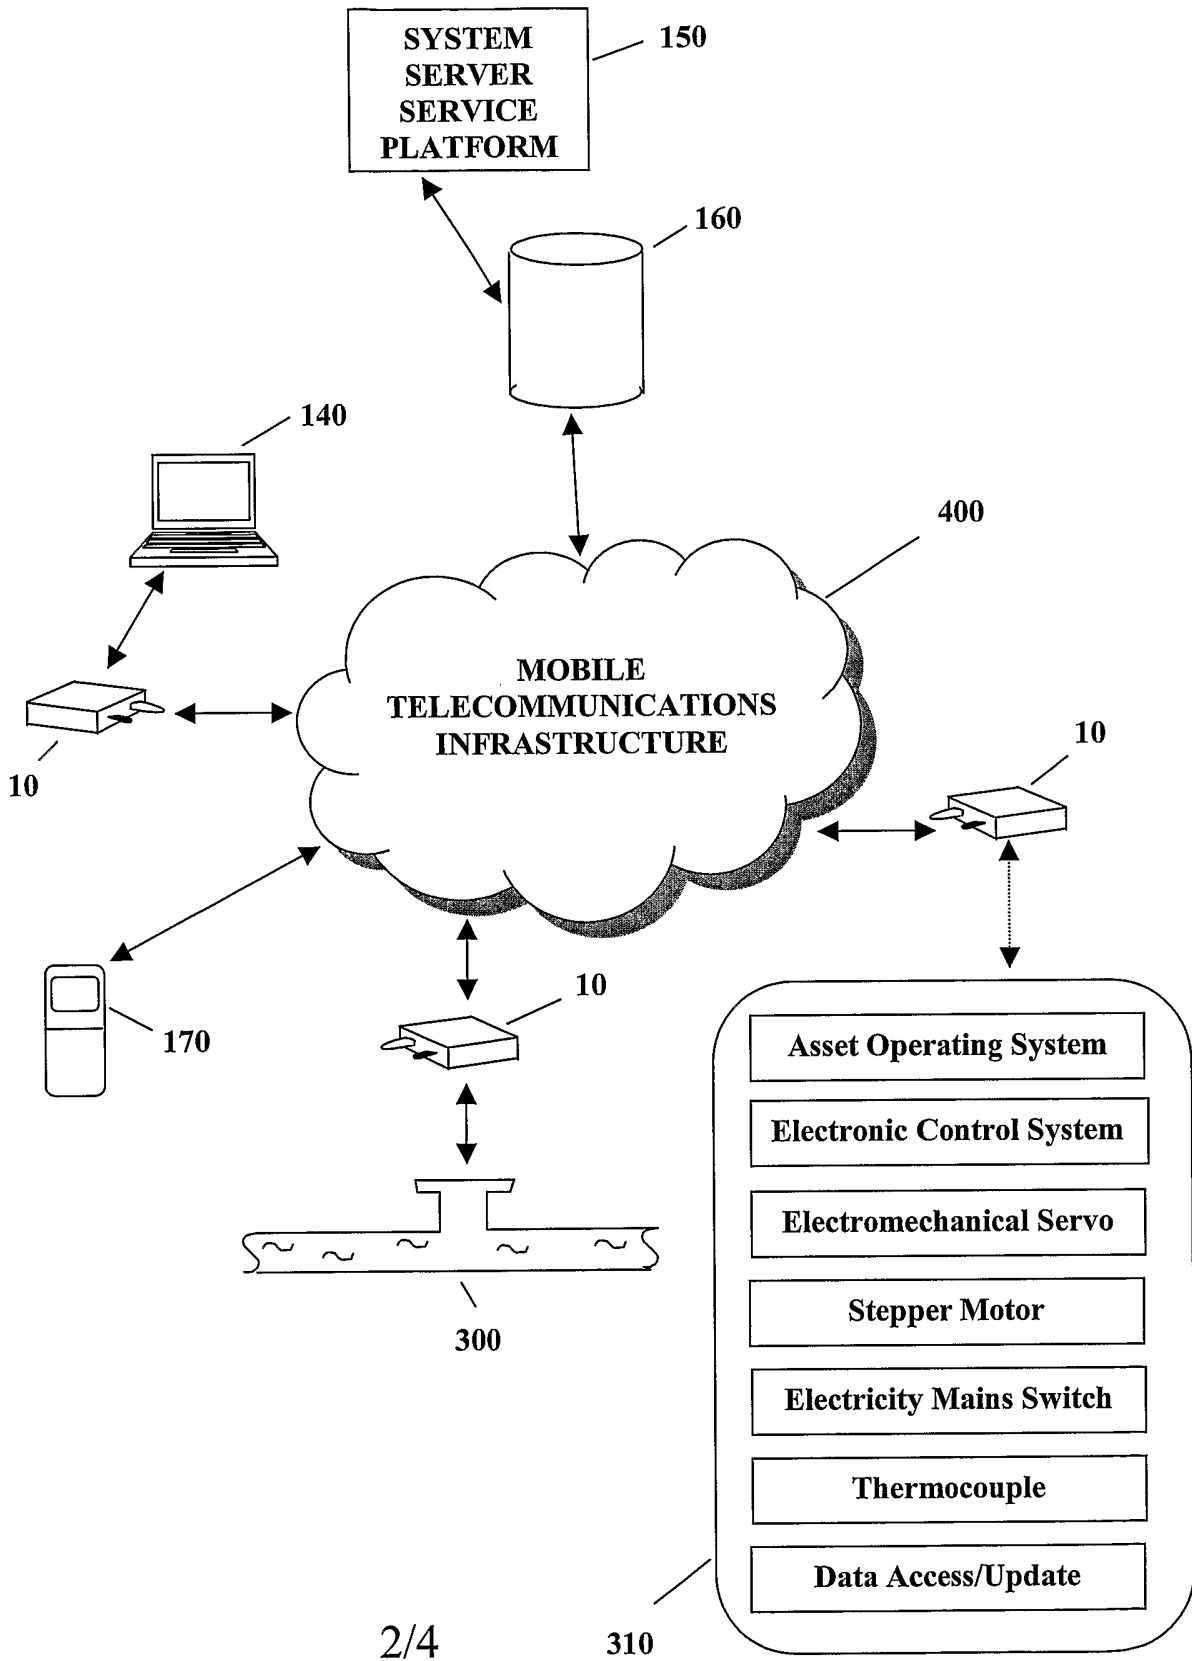 SYSTEM
SERVER
SERVICE
PLATFORM
150
160
140
400
MOBILE
TELECOMMUNICATIONS
INFRASTRUCTURE
10
10
10
170
300
Asset Operating System
Electronic Control System
Electromechanical Servo
Stepper Motor
Electricity Mains Switch
Thermocouple
Data Access/Update
310
2/4